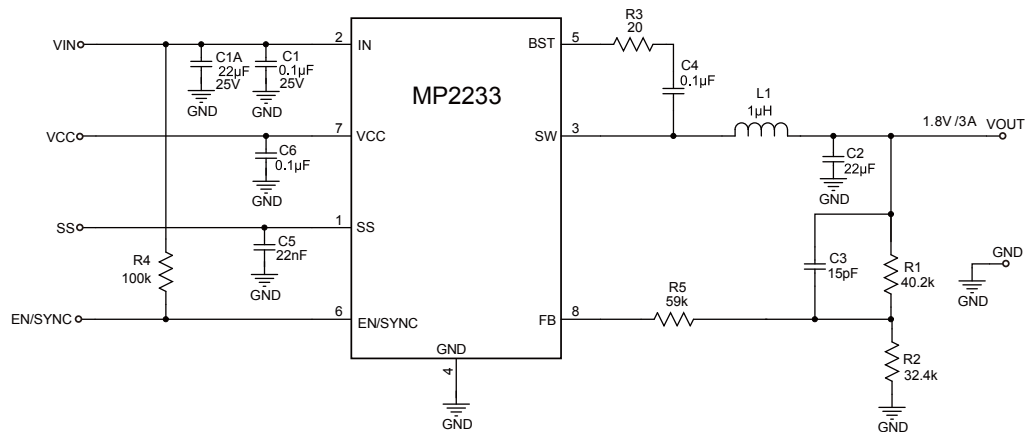 VIN
C1A
22µF
25V
GND
C1
0.1µF
25V
GND
2
IN
MP2233
BST
5
R3
20
C4
0.1µF
VCC
C6
0.1µF
GND
7
VCC
SW
3
L1
1µH
1.8V /3A
VOUT
C2
22µF
GND
SS
C5
22nF
GND
1
SS
R4
100k
EN/SYNC
6
EN/SYNC
GND
4
GND
FB
8
R5
59k
C3
15pF
R1
40.2k
GND
GND
R2
32.4k
GND